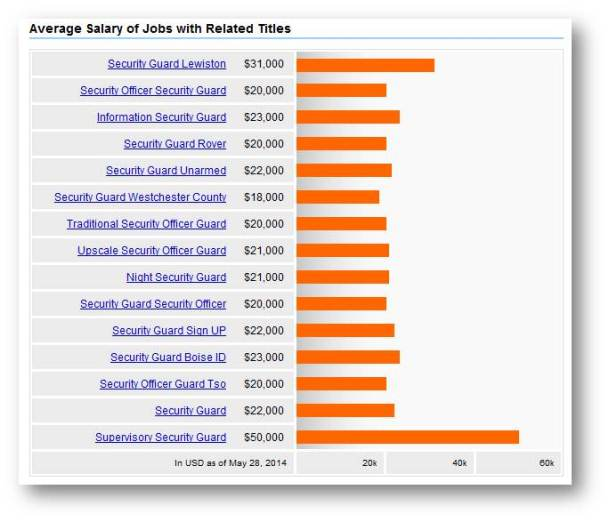 Average Salary of Jobs with Related Titles
Security Guard Lewiston $31,000
Security Officer Security Guard $20,000
Information Security Guard $23,000
Security Guard Rover $20,000
Security Guard Unarmed $22,000
Security Guard Westchester County $18,000
Traditional Security Officer Guard $20,000
Upscale Security Officer Guard $21,000
Night Security Guard $21,000
Security Guard Security Officer $20,000
Security Guard Sign UP $22,000
Security Guard Boise ID $23,000
Security Officer Guard Tso $20,000
Security Guard $22,000
Supervisory Security Guard $50,000
In USD as of May 28, 2014 20k 40k 60k